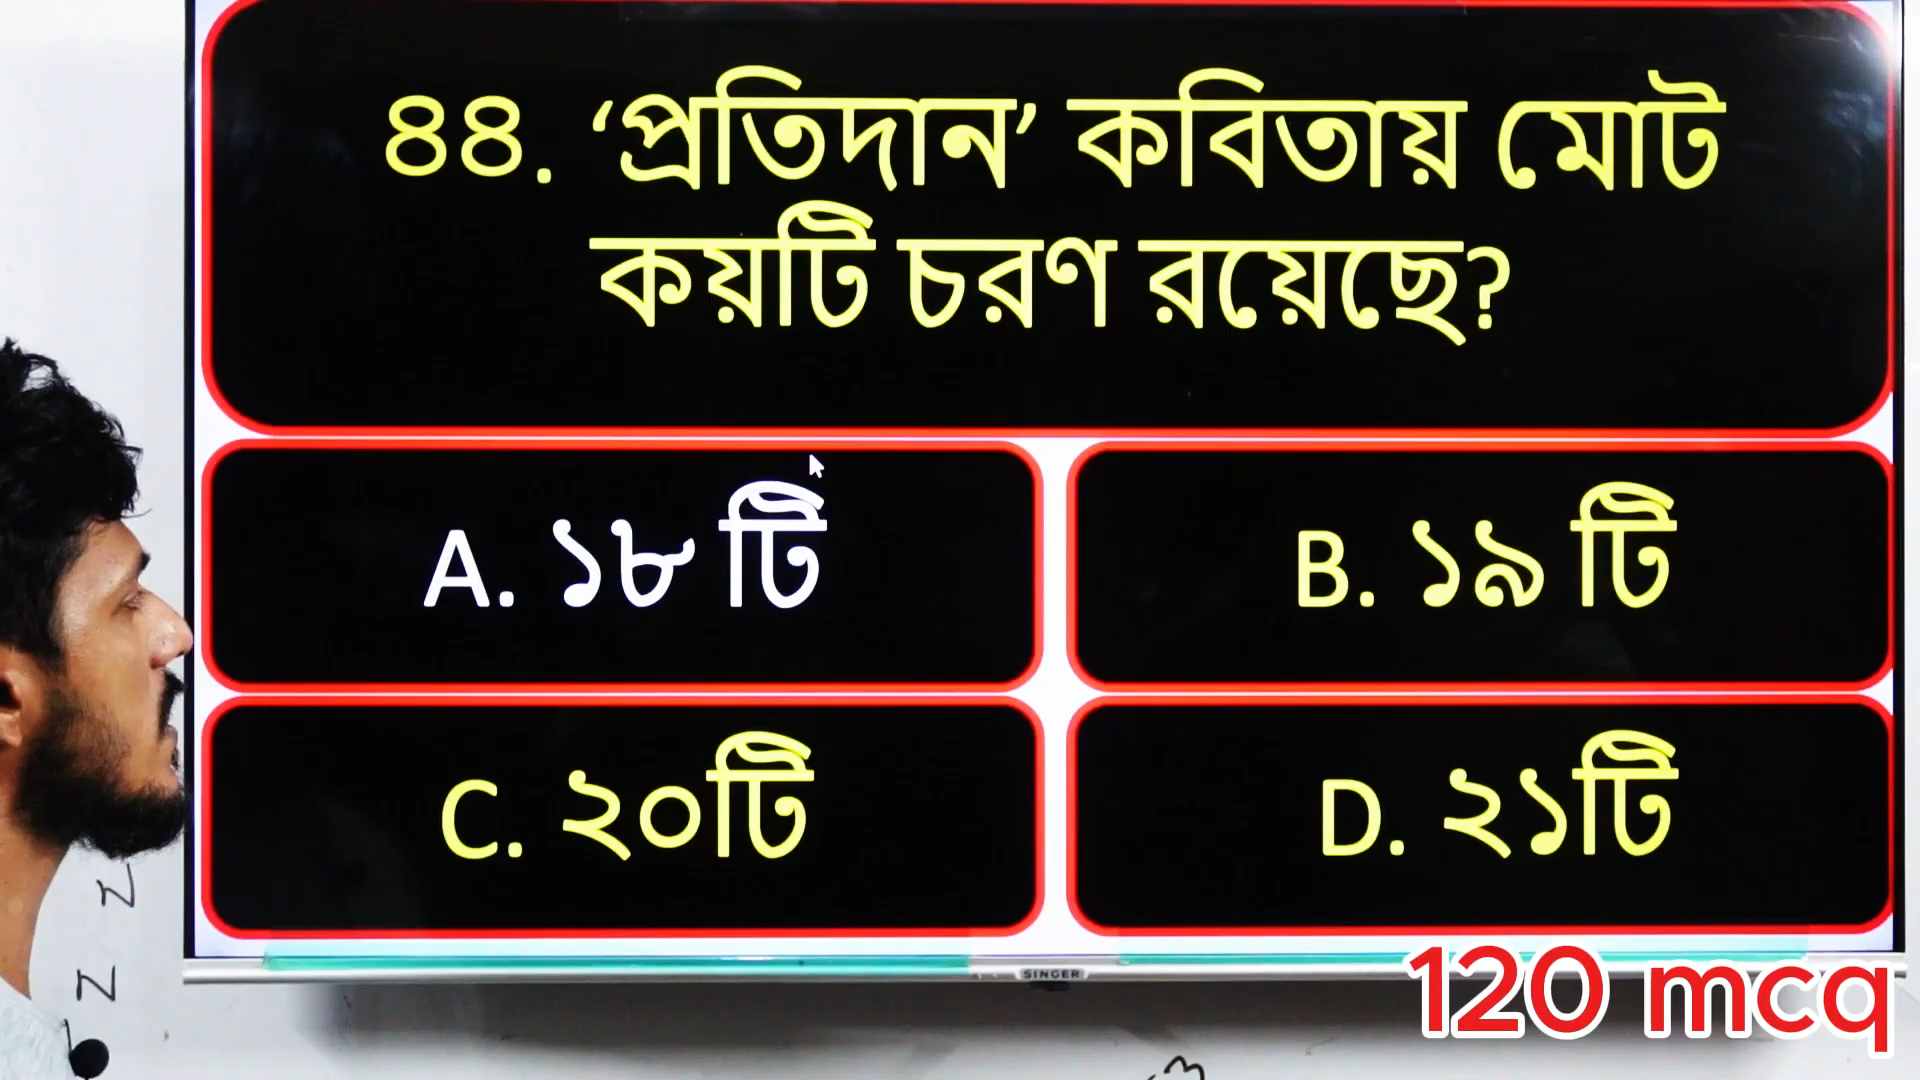 ৪৪. ‘প্রতিদান’ কবিতায় মোট
কয়টি চরণ রয়েছে?
A. ১৮ টি
B. ১৯ টি
C. ২০টি
D. ২১টি
SINGER
120 mcq